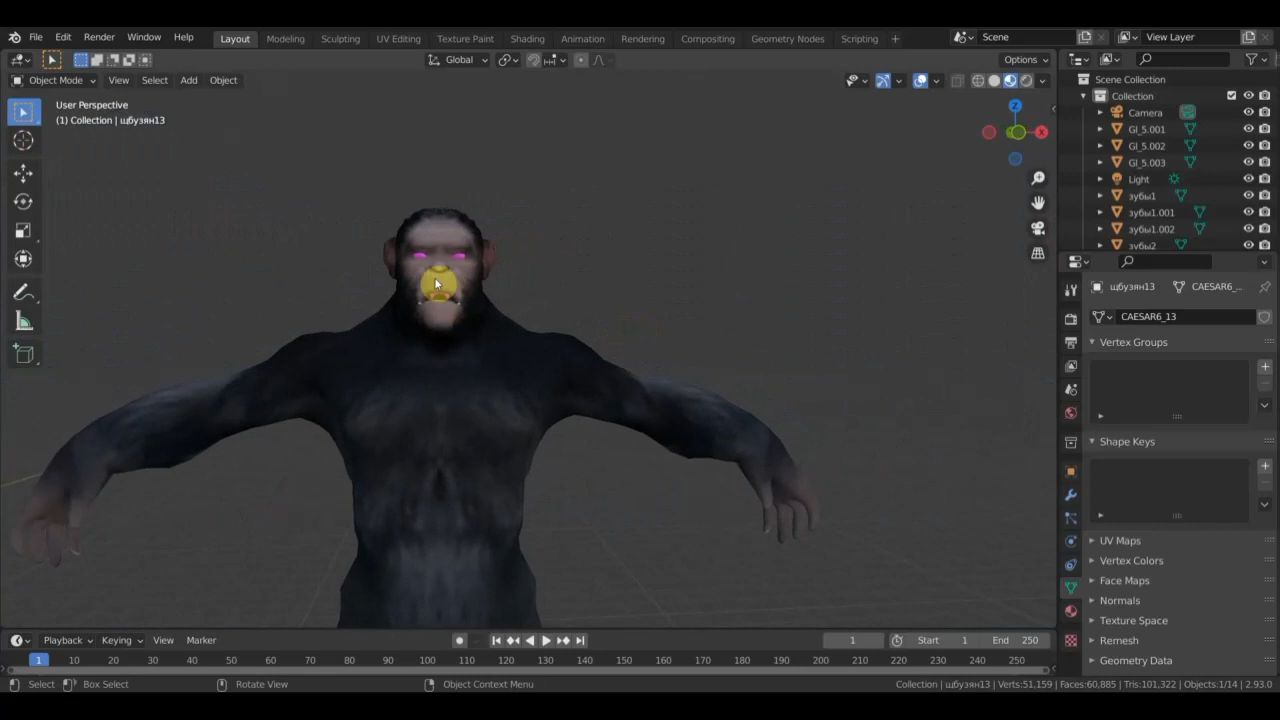 File Edit Render Window Help Layout Modeling Sculpting UV Editing Texture Paint Shading Animation Rendering Compositing Geometry Nodes Scripting + Scene View Layer
Global Options
Object Mode View Select Add Object
User Perspective
(1) Collection | щбузян13
Z
X
Scene Collection
Collection
Camera
Gl_5.001
Gl_5.002
Gl_5.003
Light
зубы1
зубы1.001
зубы1.002
зубы2
щбузян13 CAESAR6_...
CAESAR6_13
Vertex Groups
Shape Keys
UV Maps
Vertex Colors
Face Maps
Normals
Texture Space
Remesh
Geometry Data
Playback Keying View Marker 1 Start 1 End 250
1 10 20 30 40 50 60 70 80 90 100 110 120 130 140 150 160 170 180 190 200 210 220 230 240 250
Select Box Select Rotate View Object Context Menu Collection | щбузян13 | Verts:51,159 | Faces:60,885 | Tris:101,322 | Objects:1/14 | 2.93.0